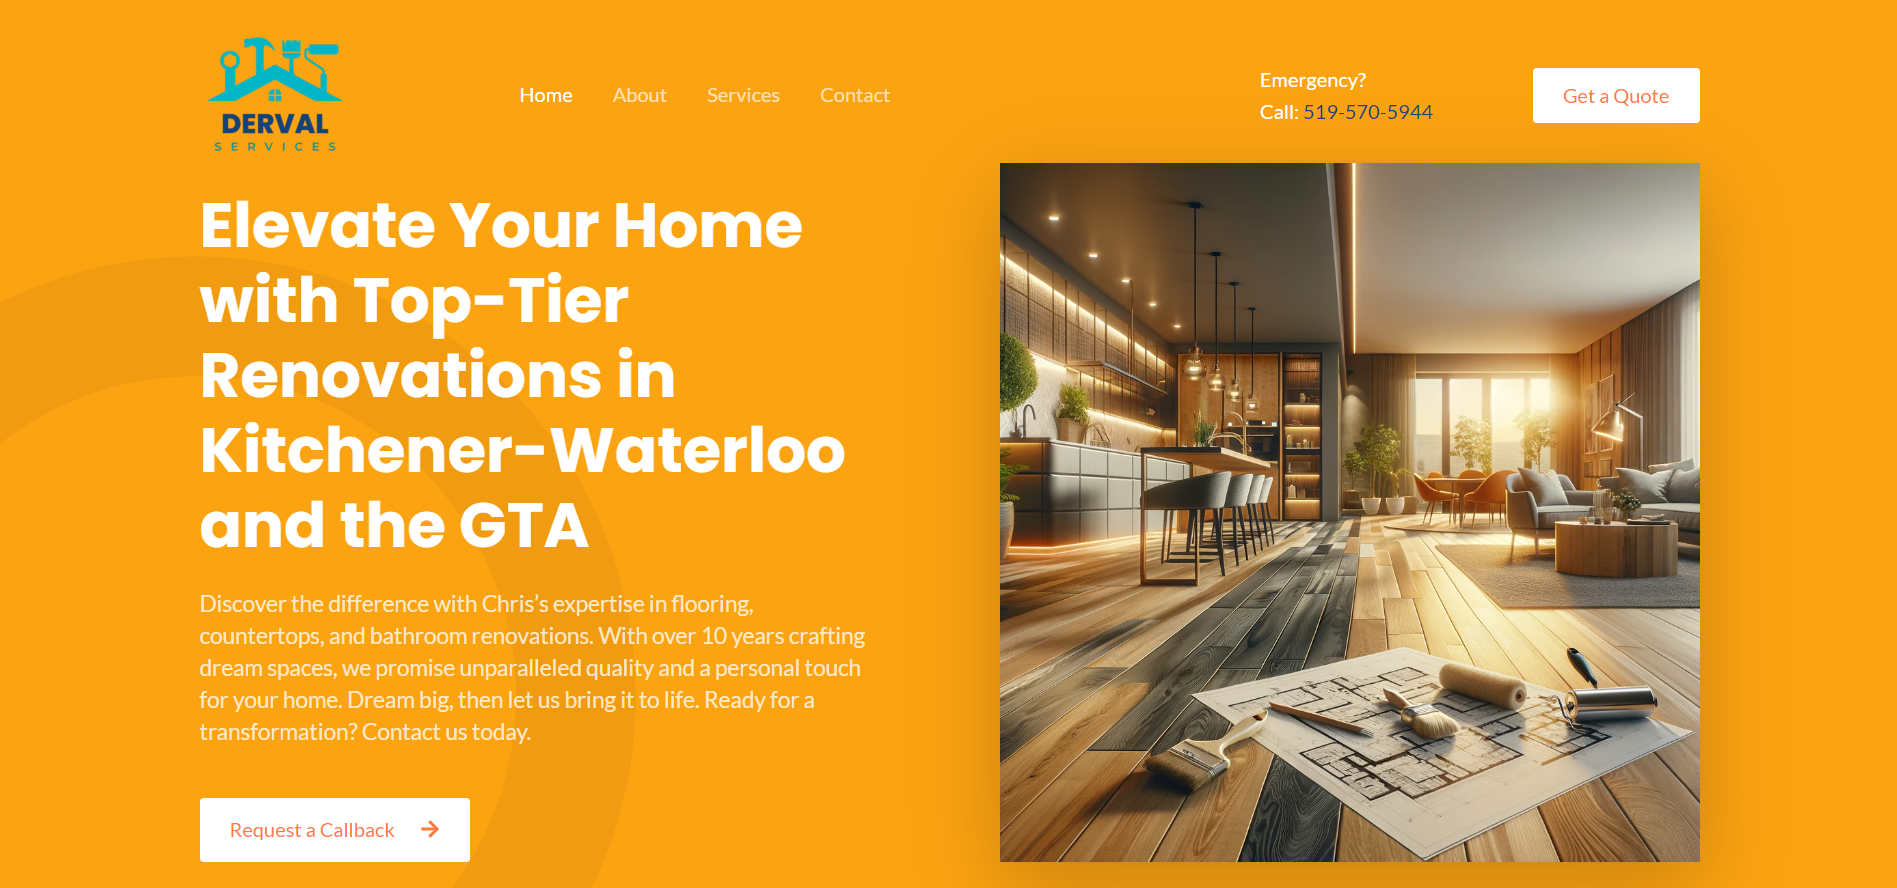 DERVAL
SERVICES
Home
About
Services
Contact
Emergency?
Call: 519-570-5944
Get a Quote
Elevate Your Home
with Top-Tier
Renovations in
Kitchener-Waterloo
and the GTA
Discover the difference with Chris’s expertise in flooring,
countertops, and bathroom renovations. With over 10 years crafting
dream spaces, we promise unparalleled quality and a personal touch
for your home. Dream big, then let us bring it to life. Ready for a
transformation? Contact us today.
Request a Callback